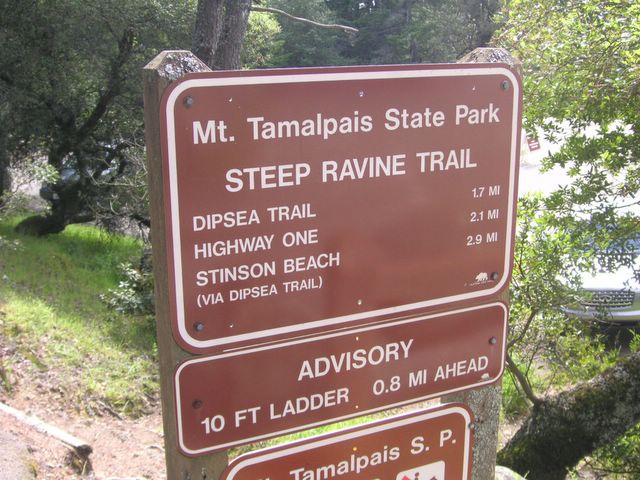 Mt. Tamalpais State Park
STEEP RAVINE TRAIL
DIPSEA TRAIL 1.7 MI
HIGHWAY ONE 2.1 MI
STINSON BEACH 2.9 MI
(VIA DIPSEA TRAIL)
ADVISORY
10 FT LADDER 0.8 MI AHEAD
Tamalpais S. P.